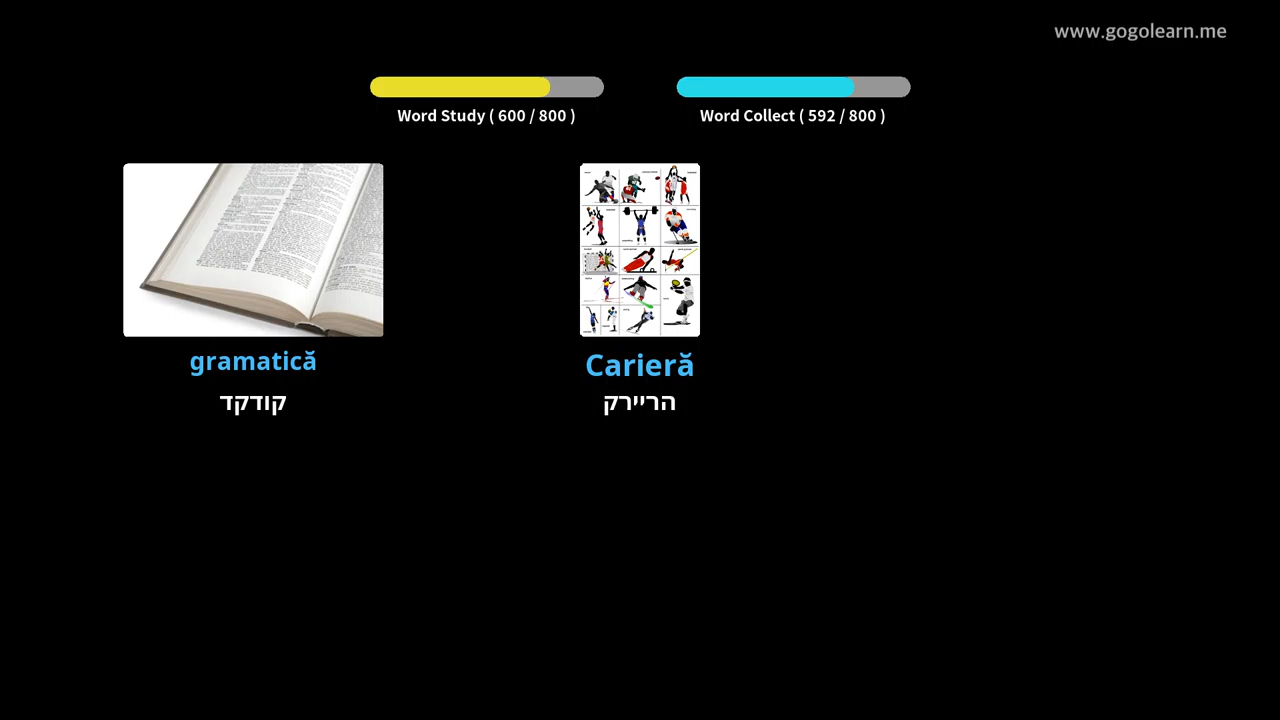 www.gogolearn.me
Word Study ( 600 / 800 )
Word Collect ( 592 / 800 )
gramatică
קודקד
Carieră
הריירק